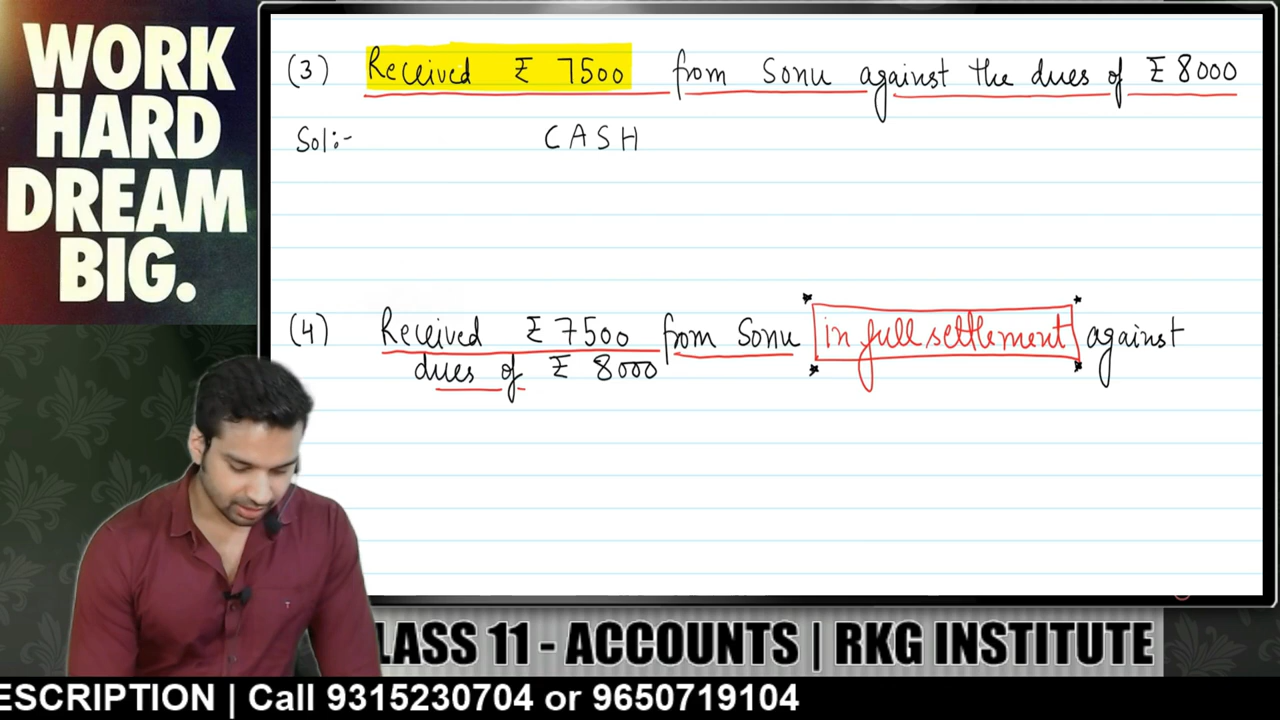 WORK
HARD
DREAM
BIG.
(3) Received ₹ 7500 from Sonu against the dues of ₹ 8000
Sol:- CASH
(4) Received ₹ 7500 from Sonu in full settlement against
dues of ₹ 8000
LASS 11 - ACCOUNTS | RKG INSTITUTE
ESCRIPTION | Call 9315230704 or 9650719104